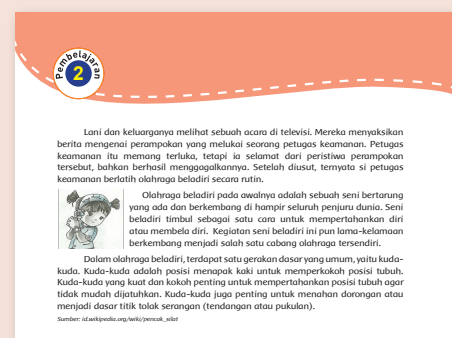 Pembelajaran
2
Lani dan keluarganya melihat sebuah acara di televisi. Mereka menyaksikan
berita mengenai perampokan yang melukai seorang petugas keamanan. Petugas
keamanan itu memang terluka, tetapi ia selamat dari peristiwa perampokan
tersebut, bahkan berhasil menggagalkannya. Setelah diusut, ternyata si petugas
keamanan berlatih olahraga beladiri secara rutin.
Olahraga beladiri pada awalnya adalah sebuah seni bertarung
yang ada dan berkembang di hampir seluruh penjuru dunia. Seni
beladiri timbul sebagai satu cara untuk mempertahankan diri
atau membela diri. Kegiatan seni beladiri ini pun lama-kelamaan
berkembang menjadi salah satu cabang olahraga tersendiri.
Dalam olahraga beladiri, terdapat satu gerakan dasar yang umum, yaitu kuda-
kuda. Kuda-kuda adalah posisi menapak kaki untuk memperkokoh posisi tubuh.
Kuda-kuda yang kuat dan kokoh penting untuk mempertahankan posisi tubuh agar
tidak mudah dijatuhkan. Kuda-kuda juga penting untuk menahan dorongan atau
menjadi dasar titik tolak serangan (tendangan atau pukulan).
Sumber: id.wikipedia.org/wiki/pencak_silat